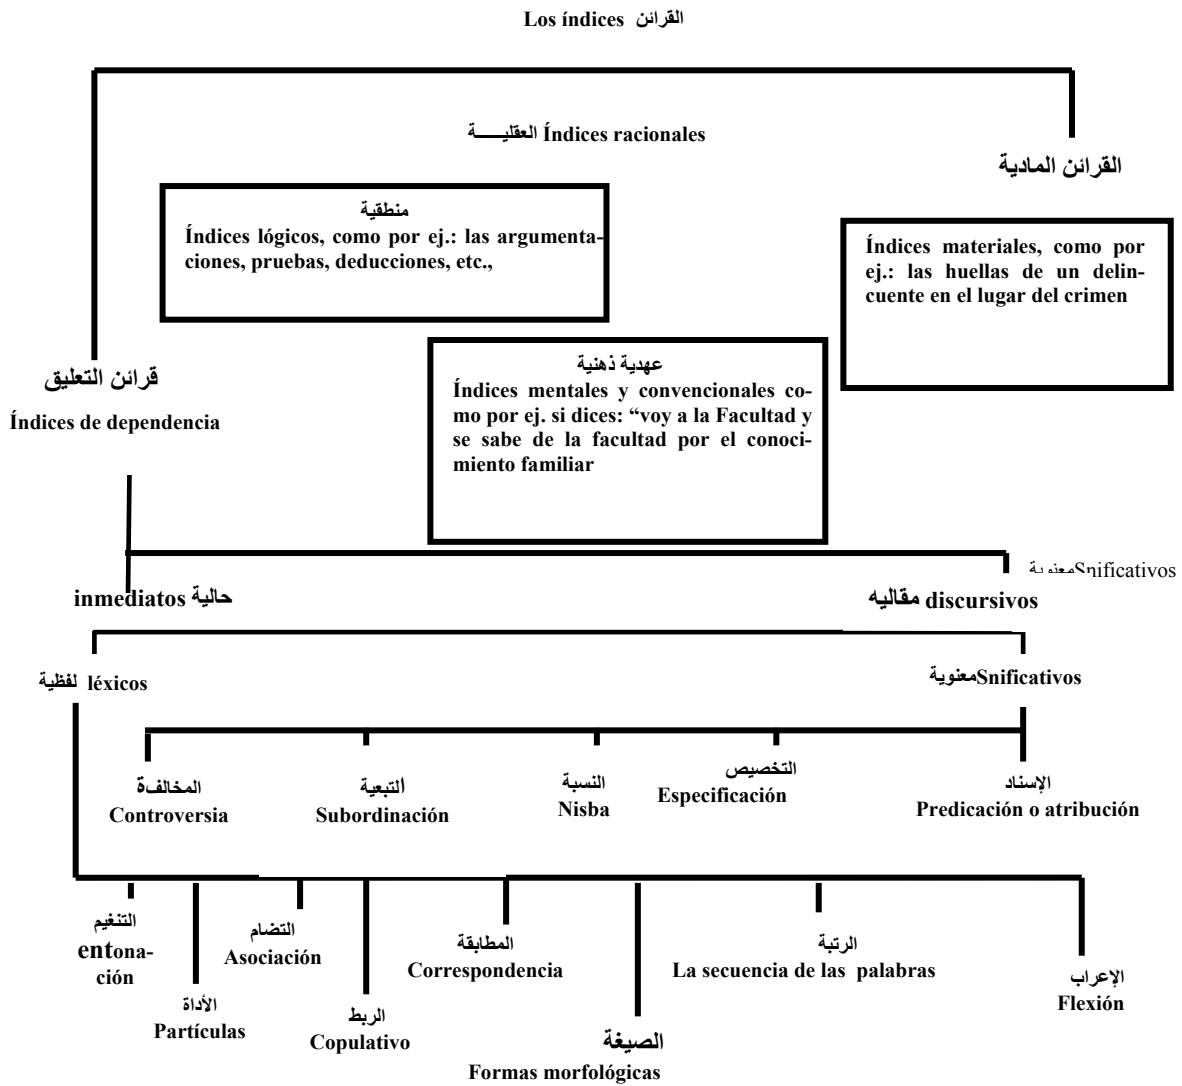 Los índices القرائن
Índices racionales العقليـــــة
القرائن المادية
منطقية
Índices lógicos, como por ej.: las argumenta-
ciones, pruebas, deducciones, etc.,
Índices materiales, como por
ej.: las huellas de un delin-
cuente en el lugar del crimen
عهدية ذهنية
Índices mentales y convencionales co-
mo por ej. si dices: “voy a la Facultad y
se sabe de la facultad por el conoci-
miento familiar
قرائن التعليق
Índices de dependencia
معنويةSnificativos
inmediatos حالية
مقاليه discursivos
لفظية léxicos
معنويةSnificativos
المخالفة
Controversia
التبعية
Subordinación
النسبة
Nisba
التخصيص
Especificación
الإسناد
Predicación o atribución
التنغيم
entona-
ción
الأداة
Partículas
التضام
Asociación
الربط
Copulativo
المطابقة
Correspondencia
الصيغة
Formas morfológicas
الرتبة
La secuencia de las palabras
الإعراب
Flexión